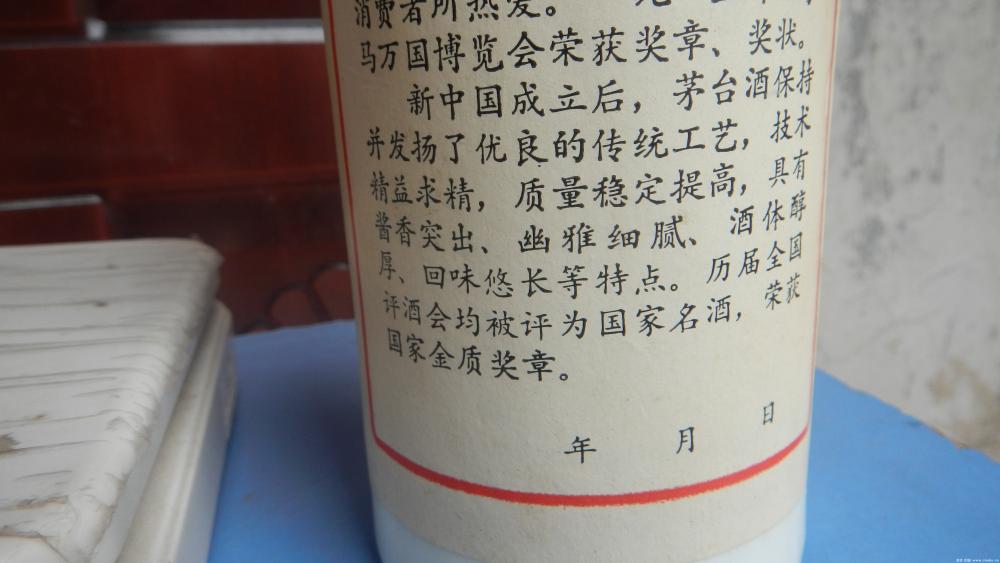 消费者所热爱。
马万国博览会荣获奖章、奖状。
新中国成立后，茅台酒保持
并发扬了优良的传统工艺，技术
精益求精，质量稳定提高，具有
酱香突出、幽雅细腻、酒体醇
厚、回味悠长等特点。历届全国
评酒会均被评为国家名酒，荣获
国家金质奖章。
年 月 日